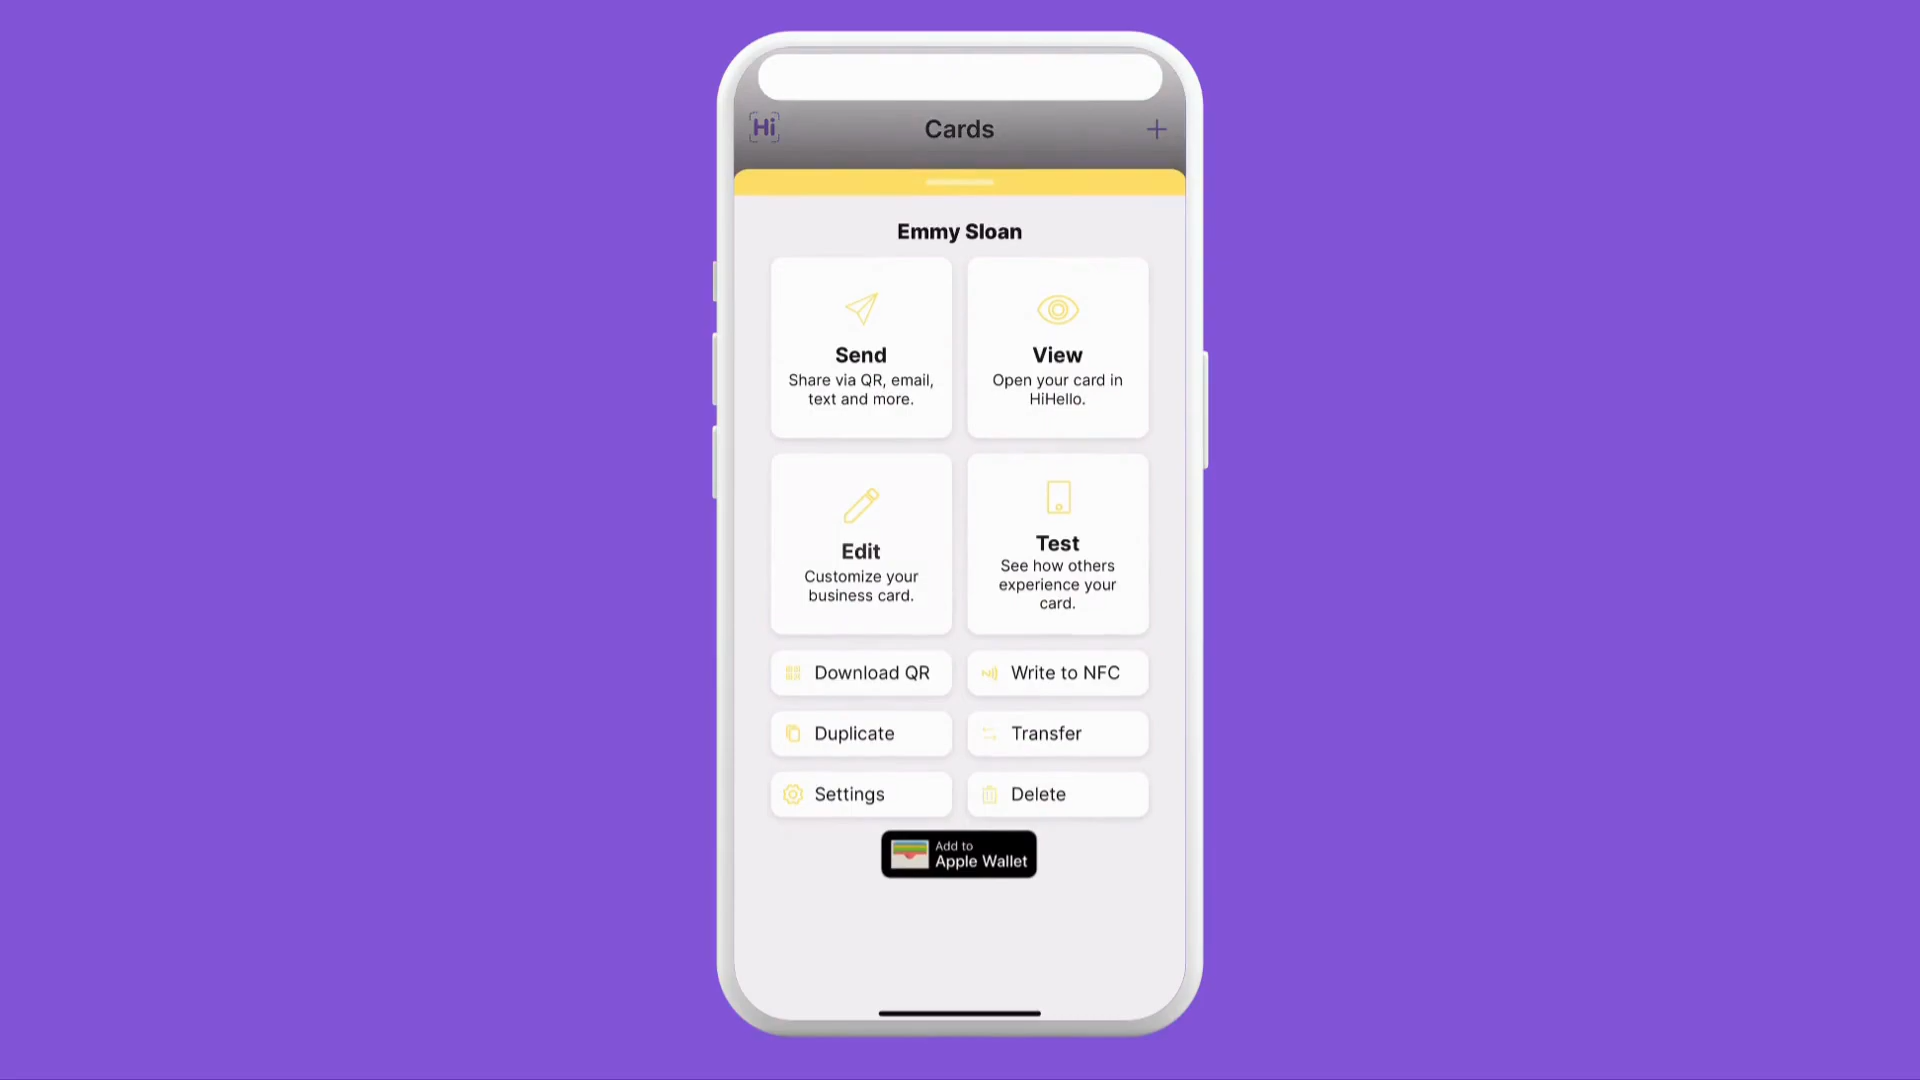 Hi
Cards
Emmy Sloan
Send
Share via QR, email,
text and more.
View
Open your card in
HiHello.
Edit
Customize your
business card.
Test
See how others
experience your
card.
Download QR
Write to NFC
Duplicate
Transfer
Settings
Delete
Add to
Apple Wallet